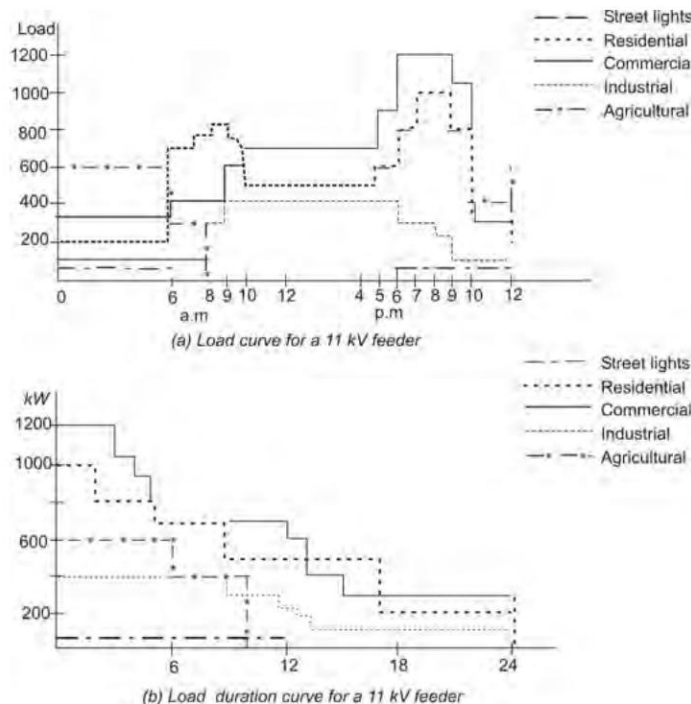 Load
Street lights
Residential
Commercial
Industrial
Agricultural
1200
1000
800
600
400
200
0 6 8 9 10 12 4 5 6 7 8 9 10 12
a.m p.m
(a) Load curve for a 11 kV feeder
Street lights
Residential
Commercial
Industrial
Agricultural
kW
1200
1000
600
200
6 12 18 24
(b) Load duration curve for a 11 kV feeder